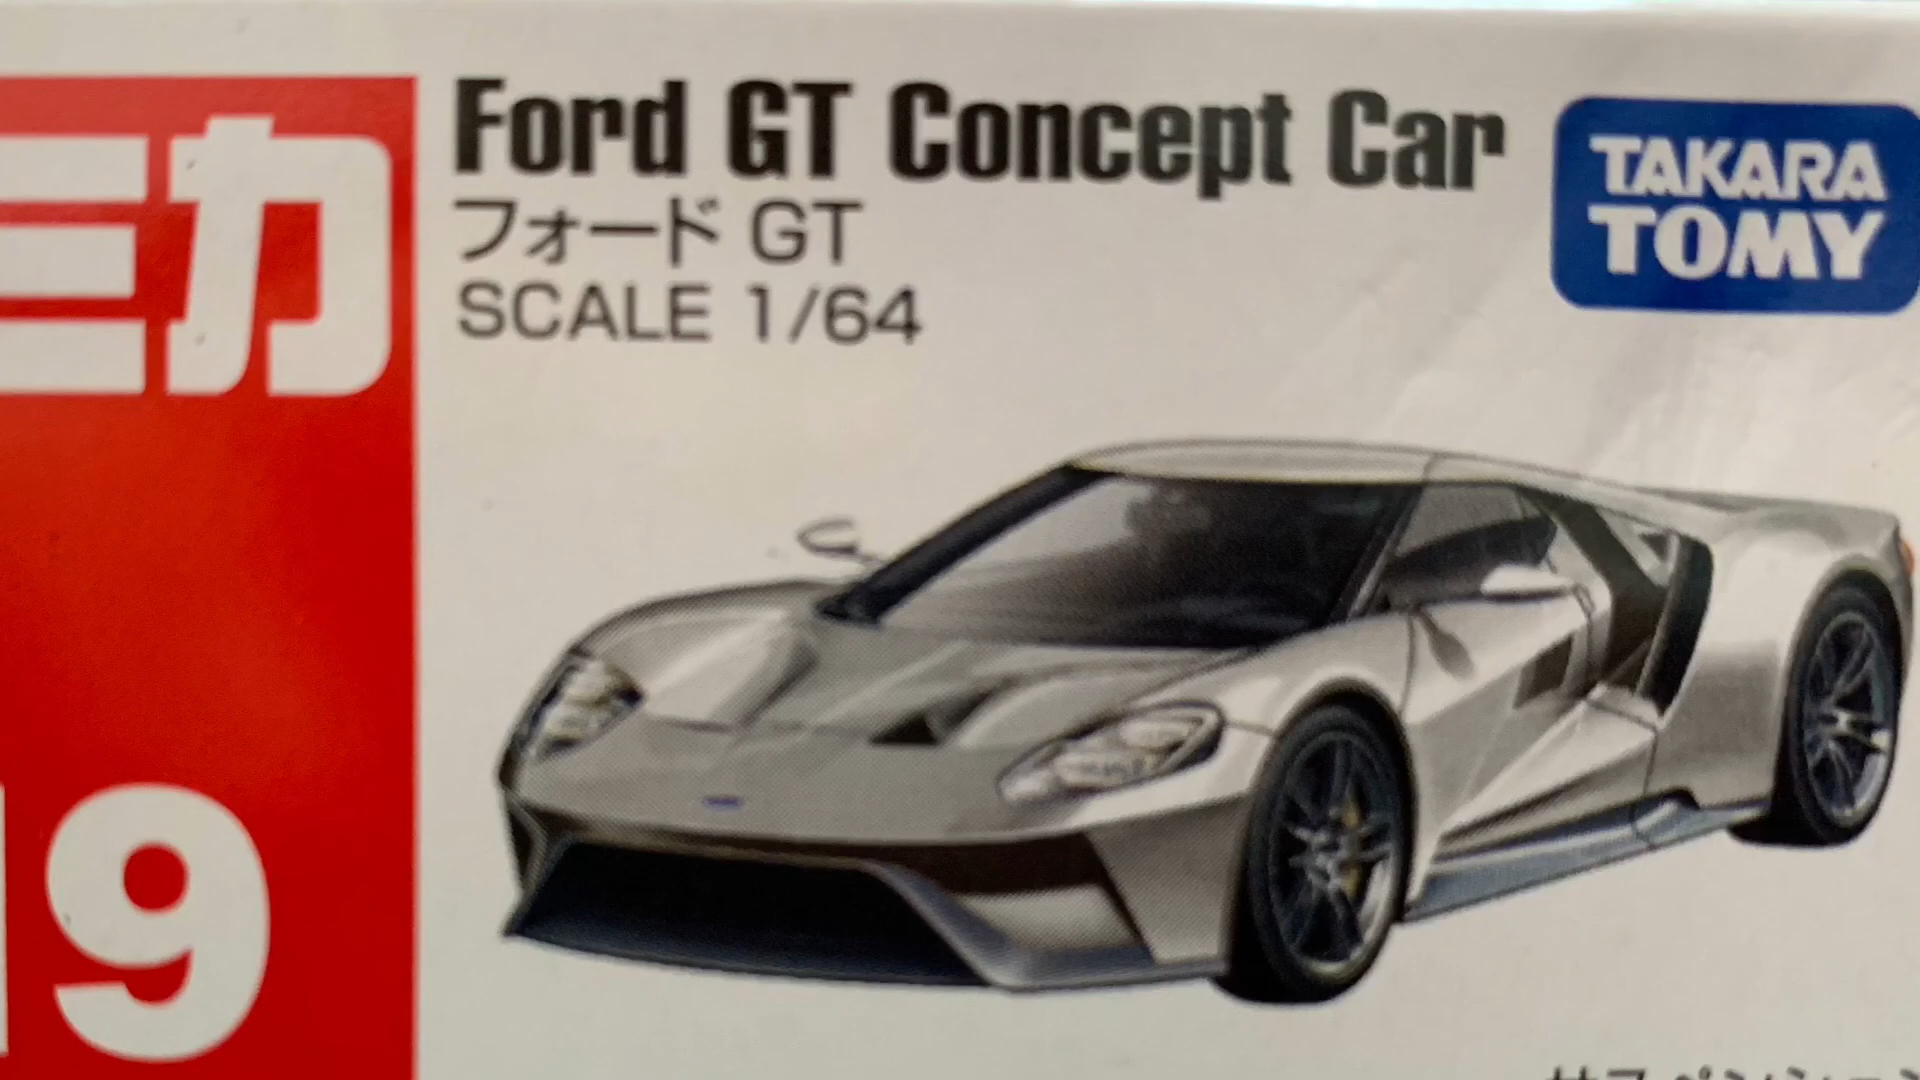 ミカ
Ford GT Concept Car
フォード GT
SCALE 1/64
TAKARA
TOMY
19